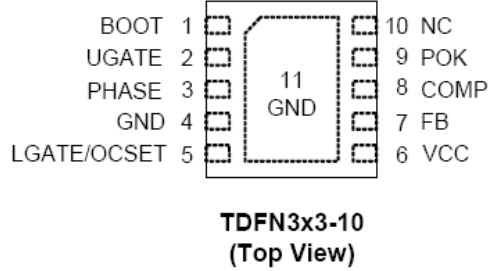 BOOT 1 10 NC
UGATE 2 9 POK
PHASE 3 11 8 COMP
GND 4 GND 7 FB
LGATE/OCSET 5 6 VCC
TDFN3x3-10
(Top View)